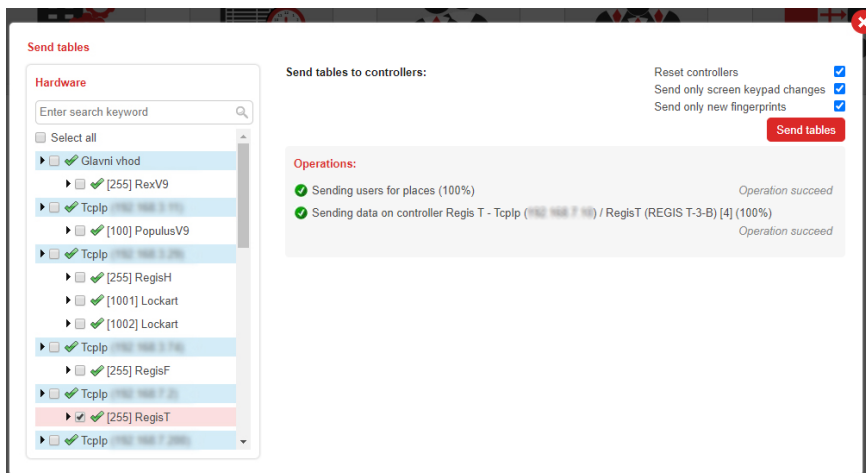 Send tables
Hardware
Enter search keyword
Select all
Glavni vhod
[255] RexV9
TcpIp
[100] PopulusV9
TcpIp
[255] RegisH
[1001] Lockart
[1002] Lockart
TcpIp
[255] RegisF
TcpIp
[255] RegisT
TcpIp
Send tables to controllers:
Reset controllers
Send only screen keypad changes
Send only new fingerprints
Send tables
Operations:
Sending users for places (100%)
Operation succeed
Sending data on controller Regis T - TcpIp ( ) / RegisT (REGIS T-3-B) [4] (100%)
Operation succeed